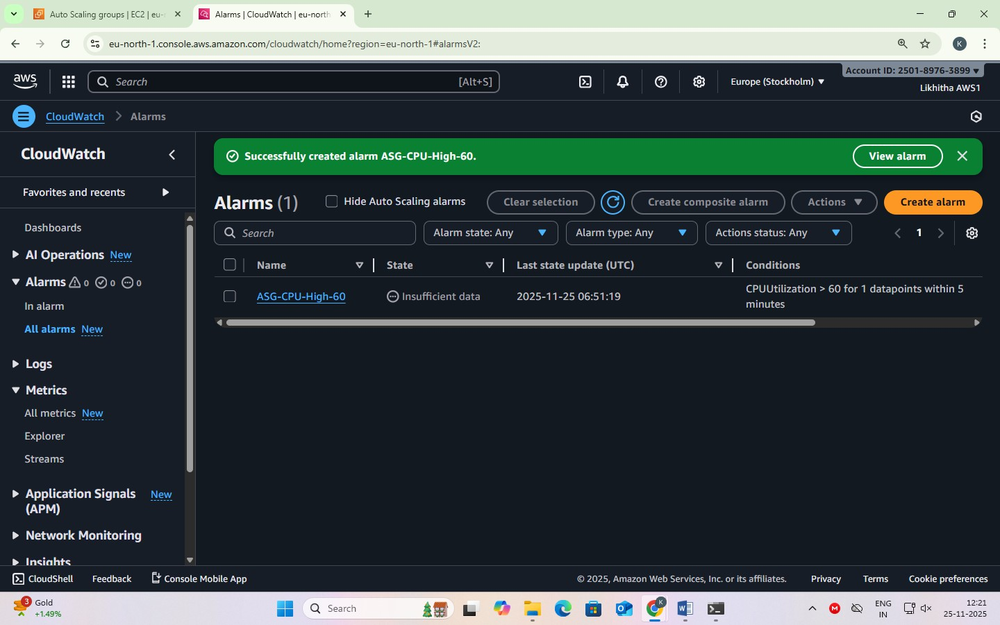 Auto Scaling groups | EC2 | eu-
Alarms | CloudWatch | eu-north
eu-north-1.console.aws.amazon.com/cloudwatch/home?region=eu-north-1#alarmsV2:
K
aws
Search
[Alt+S]
Europe (Stockholm)
Account ID: 2501-8976-3899
Likhitha AWS1
CloudWatch
Alarms
CloudWatch
Favorites and recents
Dashboards
AI Operations New
Alarms 0 0 0
In alarm
All alarms New
Logs
Metrics
All metrics New
Explorer
Streams
Application Signals New
(APM)
Network Monitoring
Insights
Successfully created alarm ASG-CPU-High-60.
View alarm
Alarms (1)
Hide Auto Scaling alarms
Clear selection
Create composite alarm
Actions
Create alarm
Search
Alarm state: Any
Alarm type: Any
Actions status: Any
1
Name
State
Last state update (UTC)
Conditions
ASG-CPU-High-60
Insufficient data
2025-11-25 06:51:19
CPUUtilization > 60 for 1 datapoints within 5
minutes
CloudShell
Feedback
Console Mobile App
© 2025, Amazon Web Services, Inc. or its affiliates.
Privacy
Terms
Cookie preferences
3
Gold
+1.49%
Search
K
W
M
ENG
IN
12:21
25-11-2025